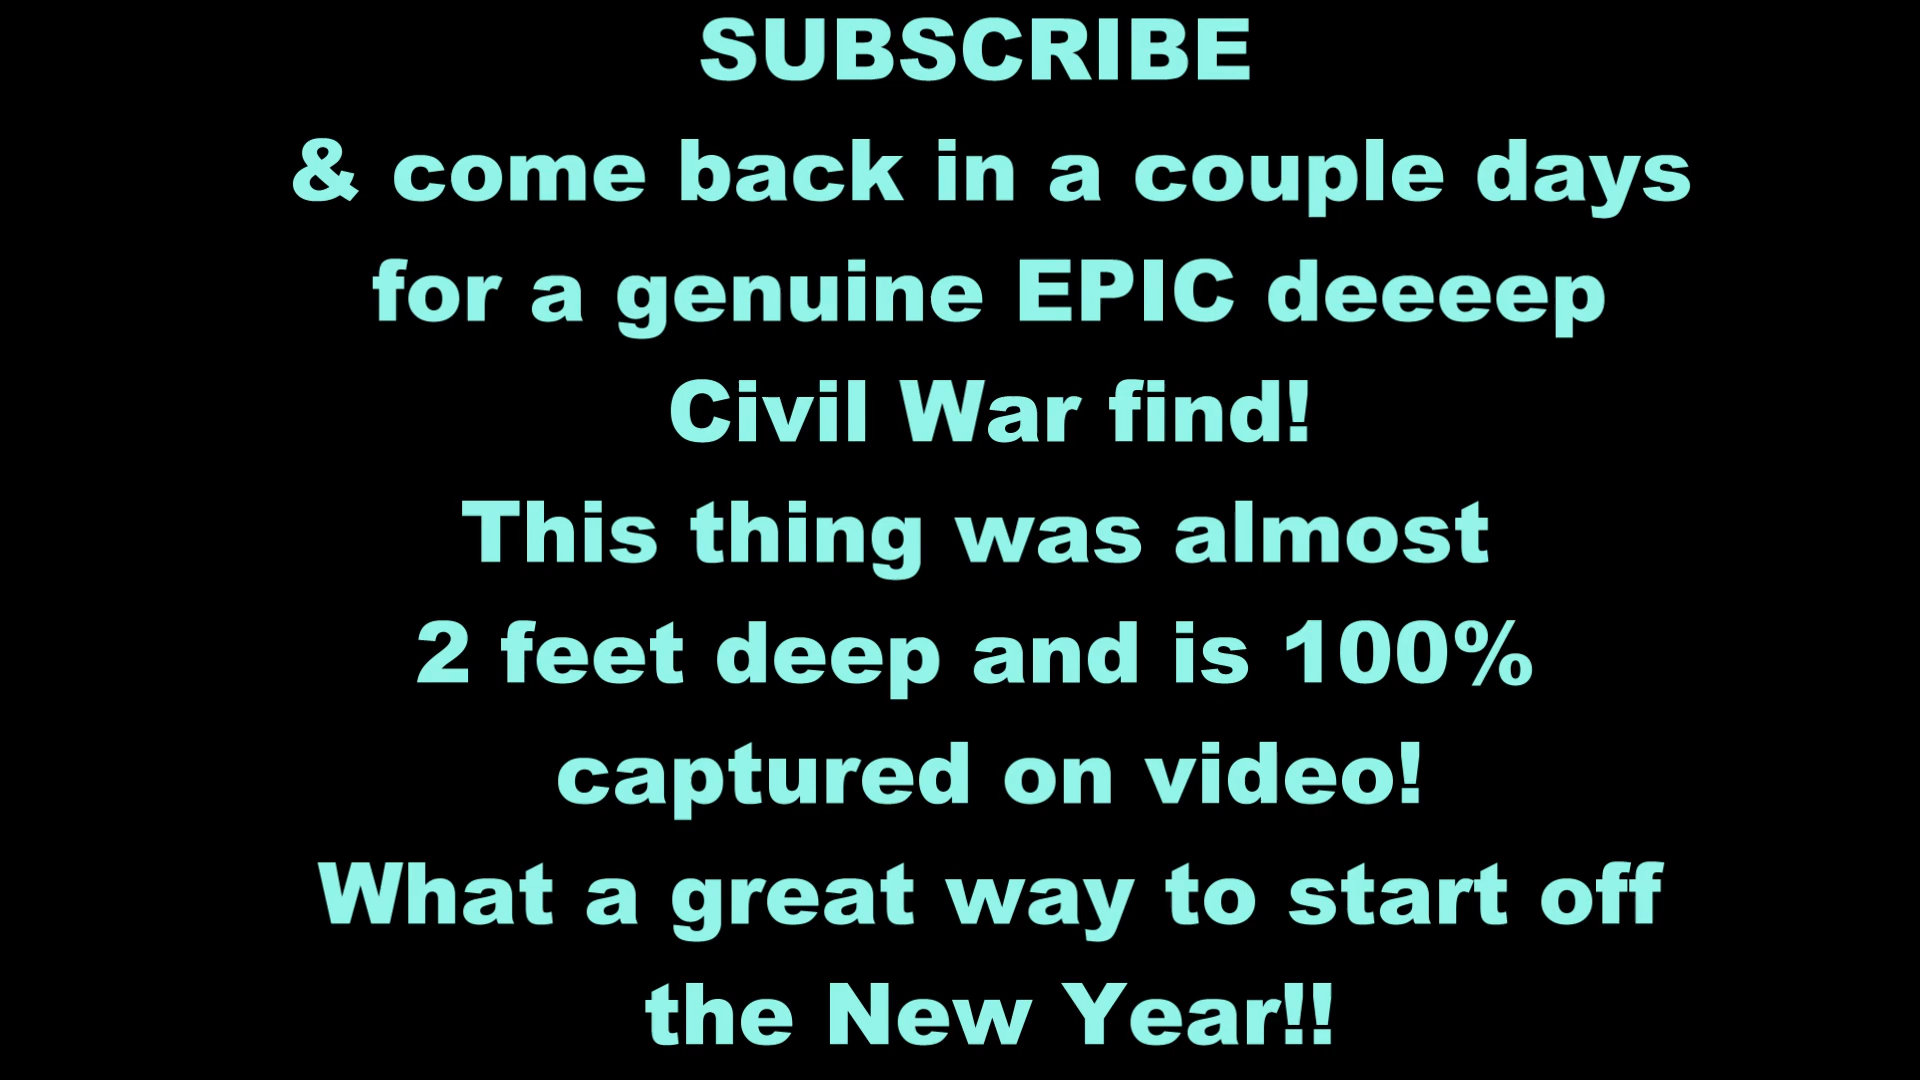 SUBSCRIBE
& come back in a couple days
for a genuine EPIC deeeep
Civil War find!
This thing was almost
2 feet deep and is 100%
captured on video!
What a great way to start off
the New Year!!